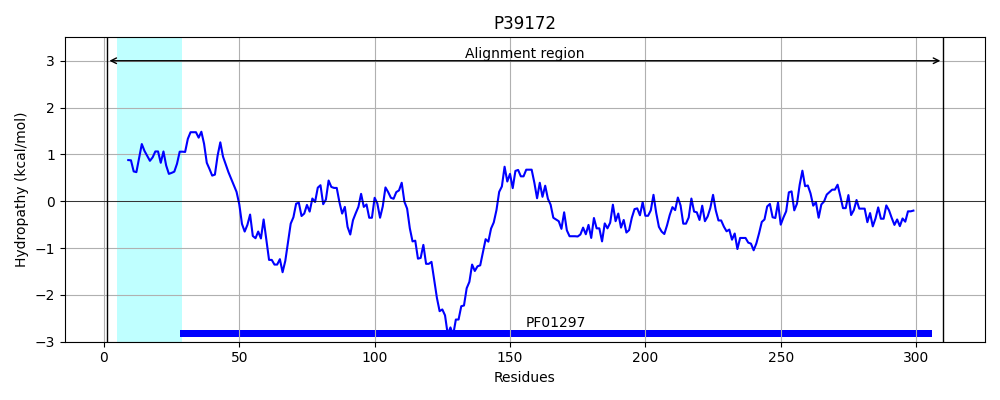 P39172
Alignment region
Hydropathy (kcal/mol)
3
2
1
0
−1
−2
−3
PF01297
0 50 100 150 200 250 300
Residues